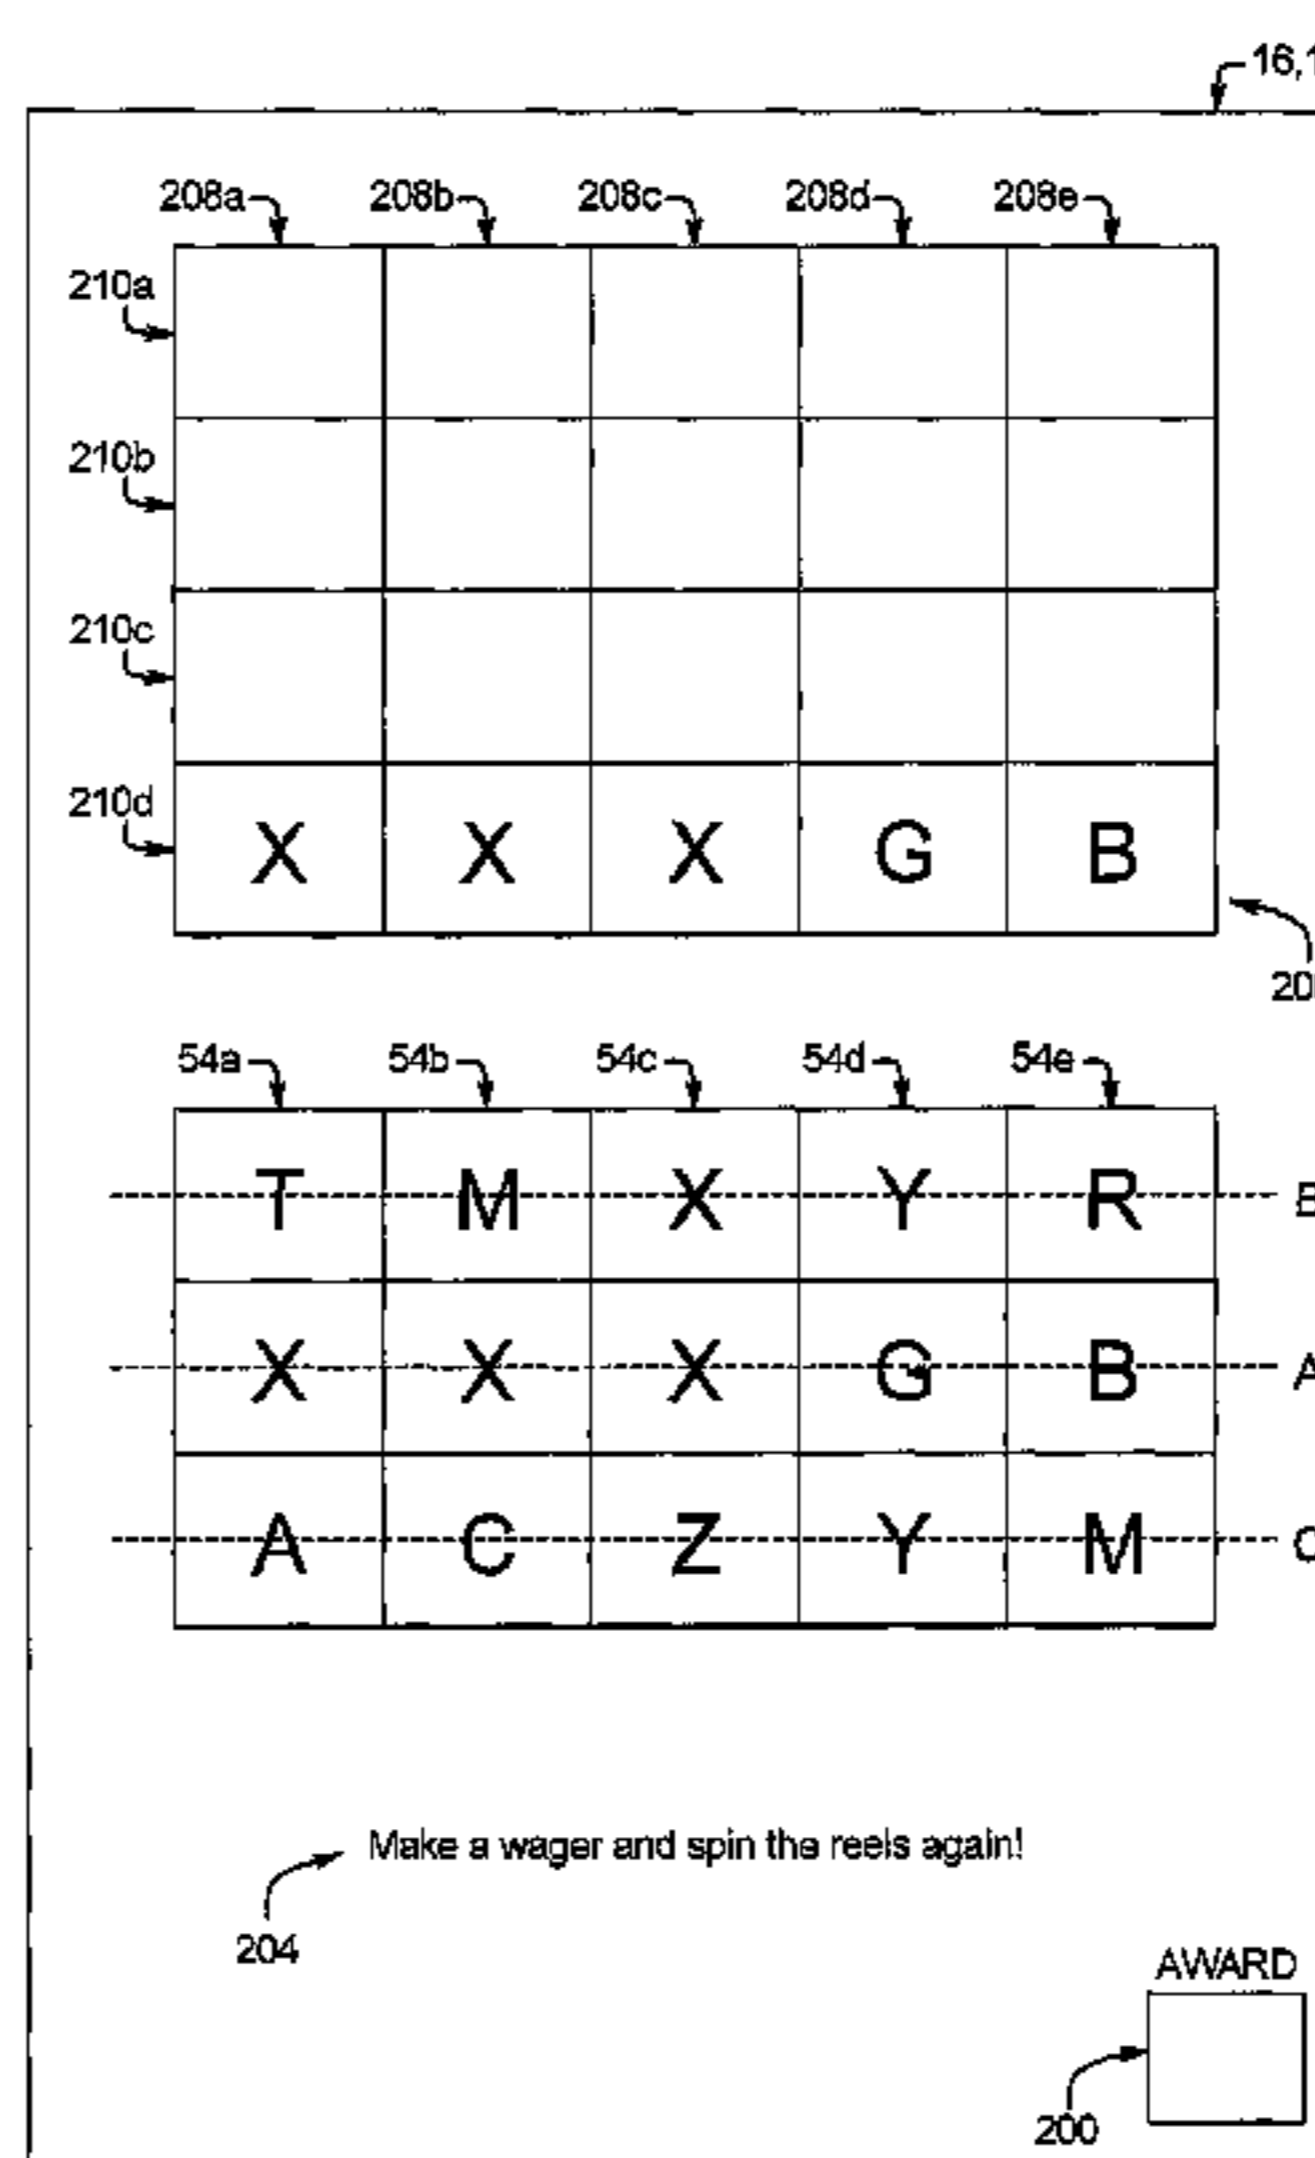 16,1
208a 208b 208c 208d 208e
210a
210b
210c
210d X X X G B
20
54a 54b 54c 54d 54e
T M X Y R B
X X X G B A
A C Z Y M C
Make a wager and spin the reels again!
204
AWARD
200